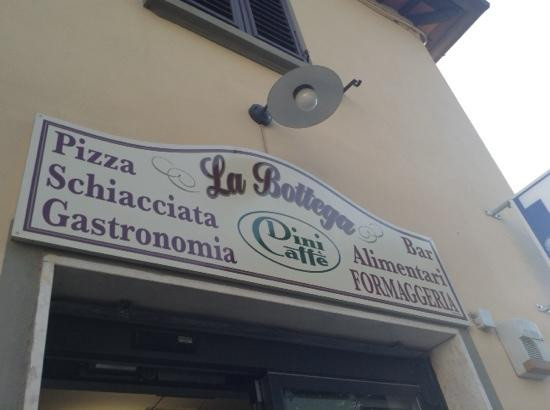 La Bottega
Pizza
Schiacciata
Gastronomia
Dini
Caffè
Bar
Alimentari
FORMAGGERIA